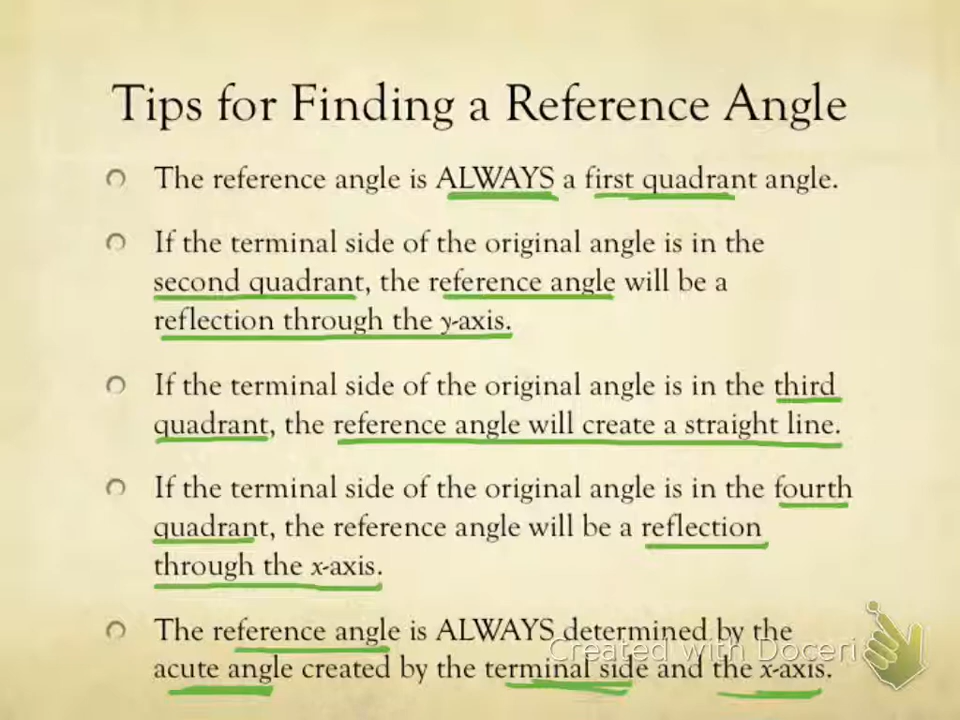 Tips for Finding a Reference Angle
The reference angle is ALWAYS a first quadrant angle.
If the terminal side of the original angle is in the
second quadrant, the reference angle will be a
reflection through the y-axis.
If the terminal side of the original angle is in the third
quadrant, the reference angle will create a straight line.
If the terminal side of the original angle is in the fourth
quadrant, the reference angle will be a reflection
through the x-axis.
The reference angle is ALWAYS determined by the
acute angle created by the terminal side and the x-axis.
Created with Doceri